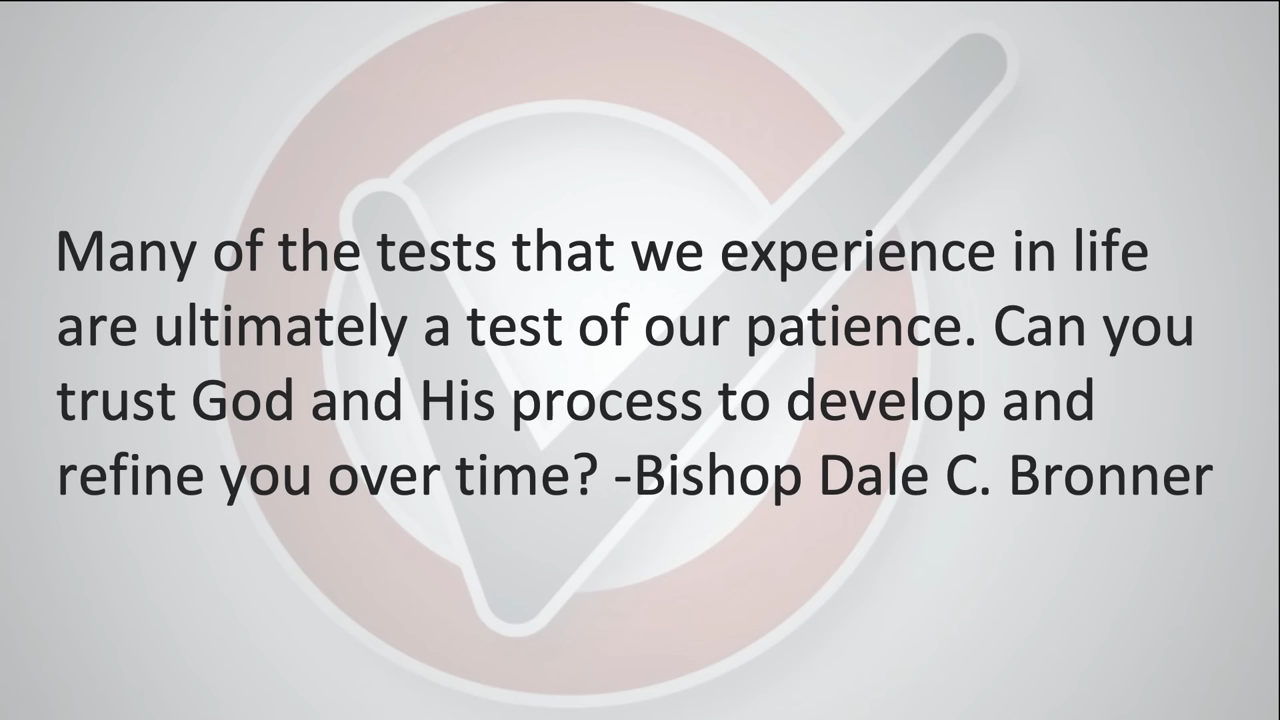 Many of the tests that we experience in life
are ultimately a test of our patience. Can you
trust God and His process to develop and
refine you over time? -Bishop Dale C. Bronner